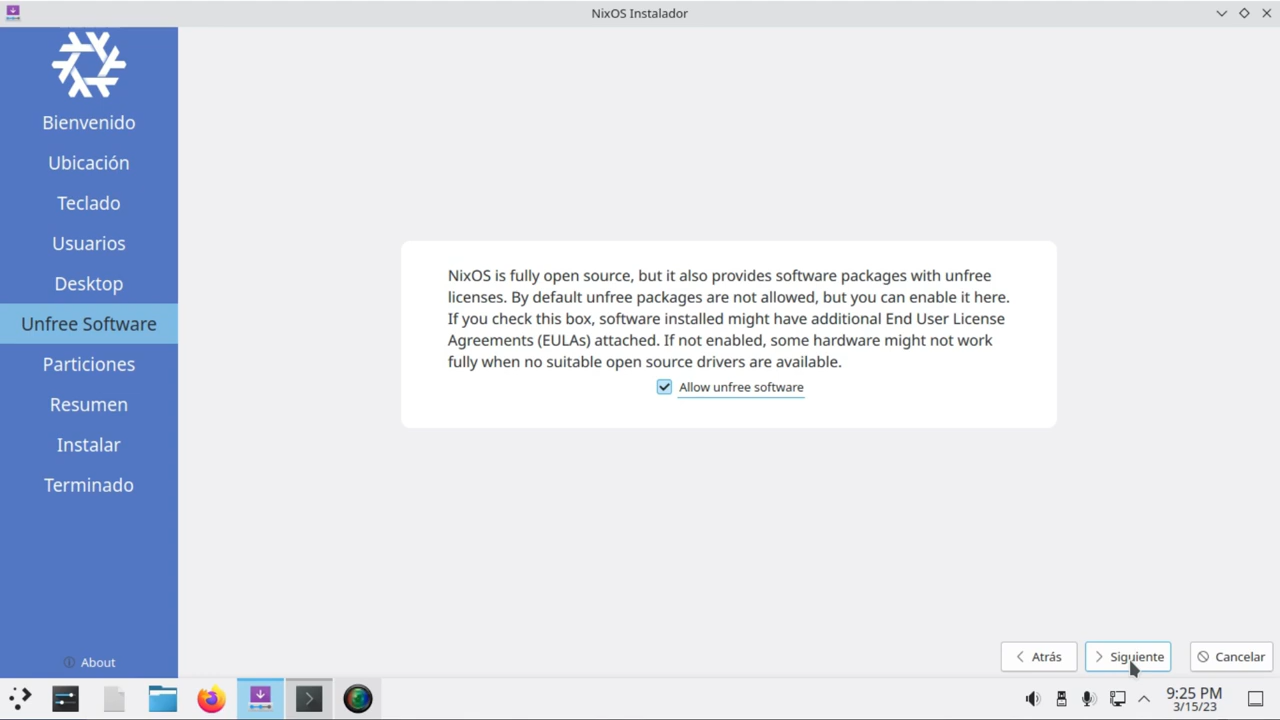 NixOS Instalador
Bienvenido
Ubicación
Teclado
Usuarios
Desktop
Unfree Software
Particiones
Resumen
Instalar
Terminado
About
NixOS is fully open source, but it also provides software packages with unfree
licenses. By default unfree packages are not allowed, but you can enable it here.
If you check this box, software installed might have additional End User License
Agreements (EULAs) attached. If not enabled, some hardware might not work
fully when no suitable open source drivers are available.
Allow unfree software
Atrás
Siguiente
Cancelar
9:25 PM
3/15/23